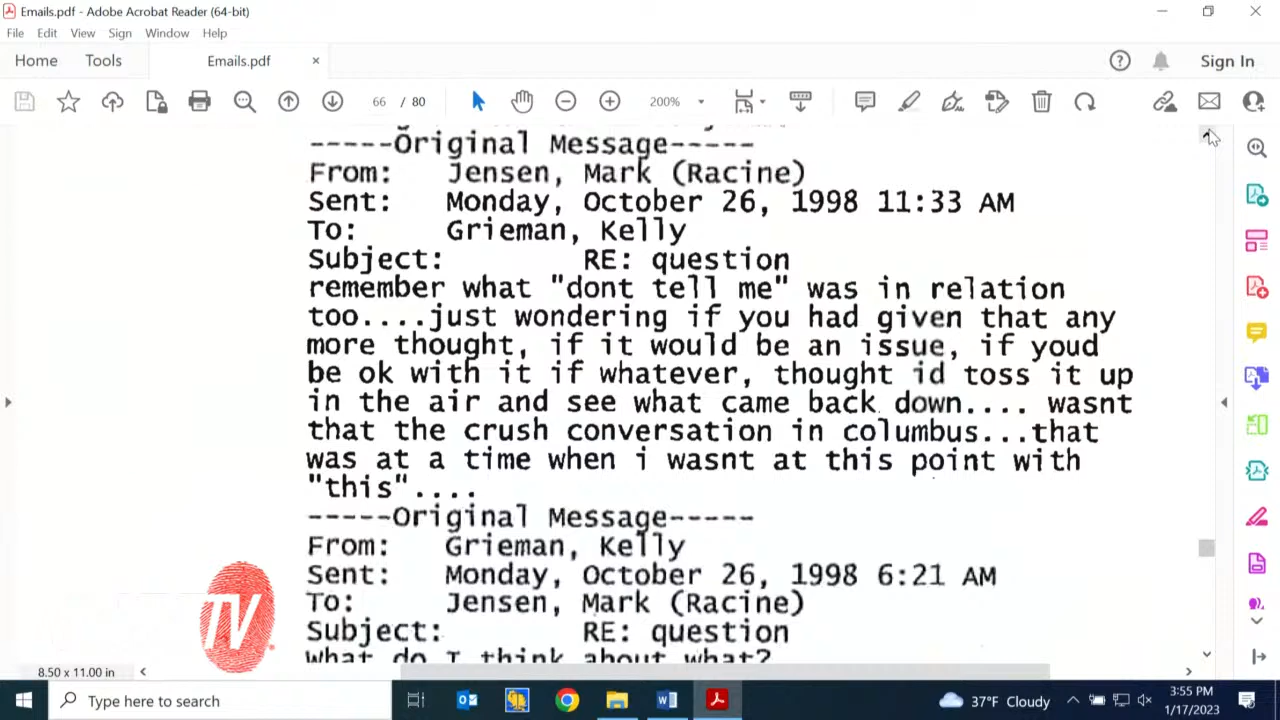 Emails.pdf - Adobe Acrobat Reader (64-bit)
File Edit View Sign Window Help
Home Tools Emails.pdf × Sign In
66 / 80 200%
-----Original Message-----
From: Jensen, Mark (Racine)
Sent: Monday, October 26, 1998 11:33 AM
To: Grieman, Kelly
Subject: RE: question
remember what "dont tell me" was in relation
too....just wondering if you had given that any
more thought, if it would be an issue, if youd
be ok with it if whatever, thought id toss it up
in the air and see what came back down.... wasnt
that the crush conversation in columbus...that
was at a time when i wasnt at this point with
"this"....
-----Original Message-----
From: Grieman, Kelly
Sent: Monday, October 26, 1998 6:21 AM
To: Jensen, Mark (Racine)
Subject: RE: question
What do I think about what?
TV
8.50 x 11.00 in
Type here to search
37°F Cloudy
3:55 PM
1/17/2023